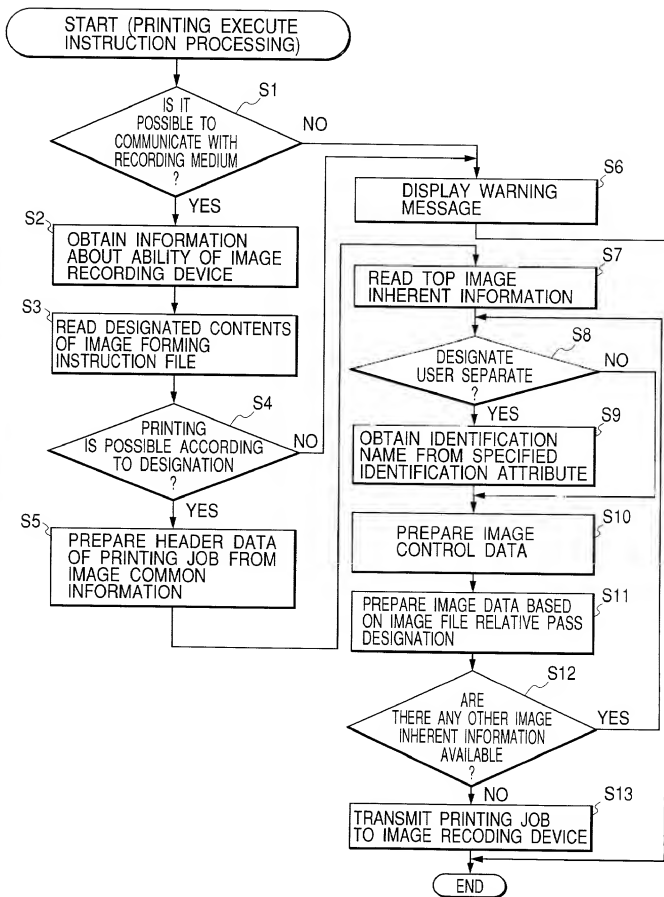 START (PRINTING EXECUTE
INSTRUCTION PROCESSING)
S1
IS IT
POSSIBLE TO
COMMUNICATE WITH
RECORDING MEDIUM
?
NO
YES
S2
OBTAIN INFORMATION
ABOUT ABILITY OF IMAGE
RECORDING DEVICE
S3
READ DESIGNATED CONTENTS
OF IMAGE FORMING
INSTRUCTION FILE
S4
PRINTING
IS POSSIBLE ACCORDING
TO DESIGNATION
?
NO
YES
S5
PREPARE HEADER DATA
OF PRINTING JOB FROM
IMAGE COMMON
INFORMATION
S6
DISPLAY WARNING
MESSAGE
S7
READ TOP IMAGE
INHERENT INFORMATION
S8
DESIGNATE
USER SEPARATE
?
NO
YES
S9
OBTAIN IDENTIFICATION
NAME FROM SPECIFIED
IDENTIFICATION ATTRIBUTE
S10
PREPARE IMAGE
CONTROL DATA
S11
PREPARE IMAGE DATA BASED
ON IMAGE FILE RELATIVE PASS
DESIGNATION
S12
ARE
THERE ANY OTHER IMAGE
INHERENT INFORMATION
AVAILABLE
?
YES
NO
S13
TRANSMIT PRINTING JOB
TO IMAGE RECODING DEVICE
END